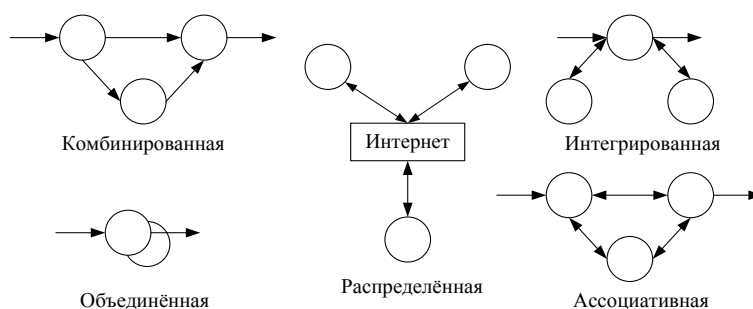 Комбинированная
Интернет
Интегрированная
Объединённая
Распределённая
Ассоциативная